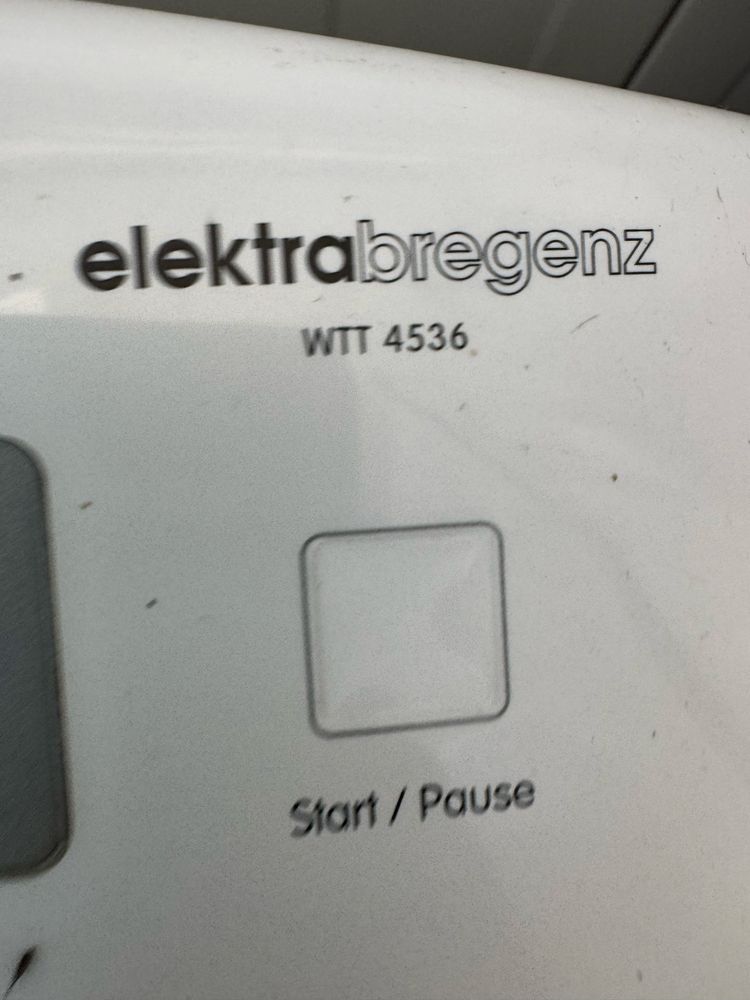 elektrabregenz
WTT 4536
Start / Pause